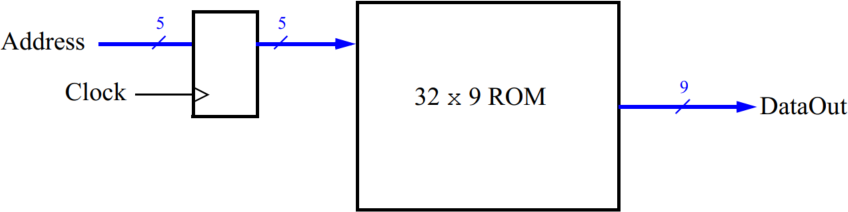 5
5
Address
Clock
32 x 9 ROM
9
DataOut